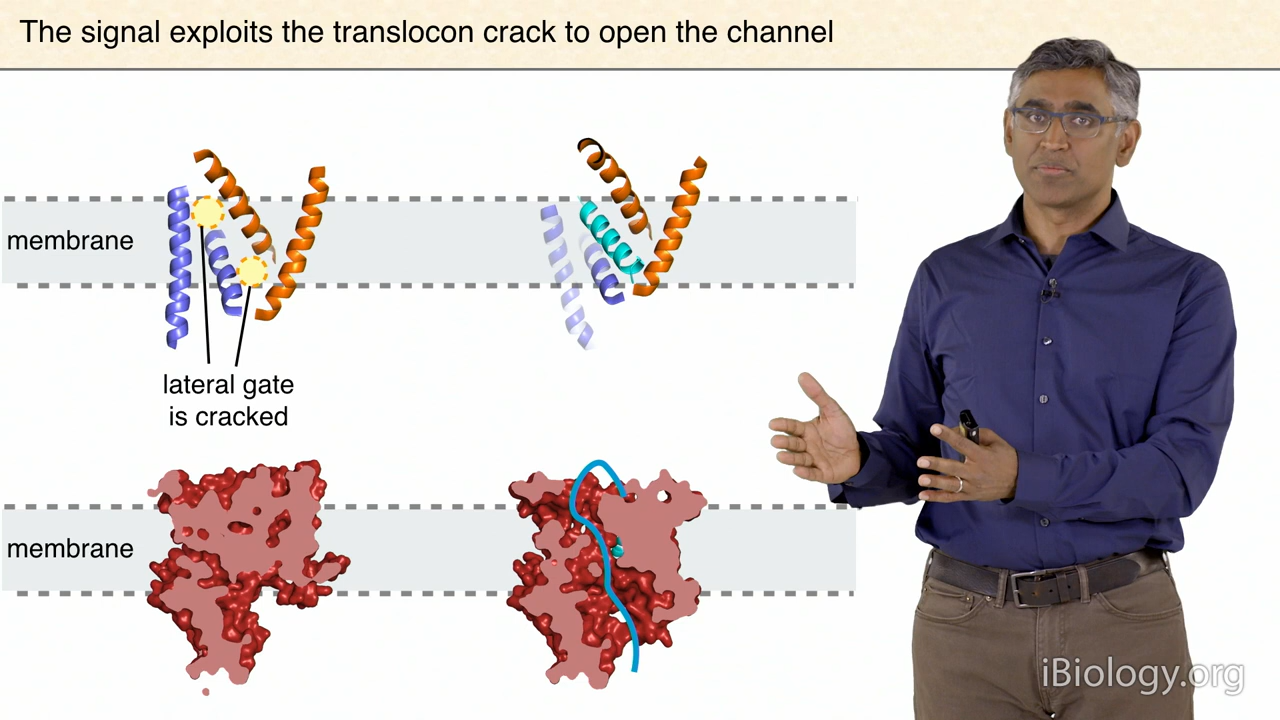 The signal exploits the translocon crack to open the channel
membrane
lateral gate
is cracked
membrane
iBiology.org